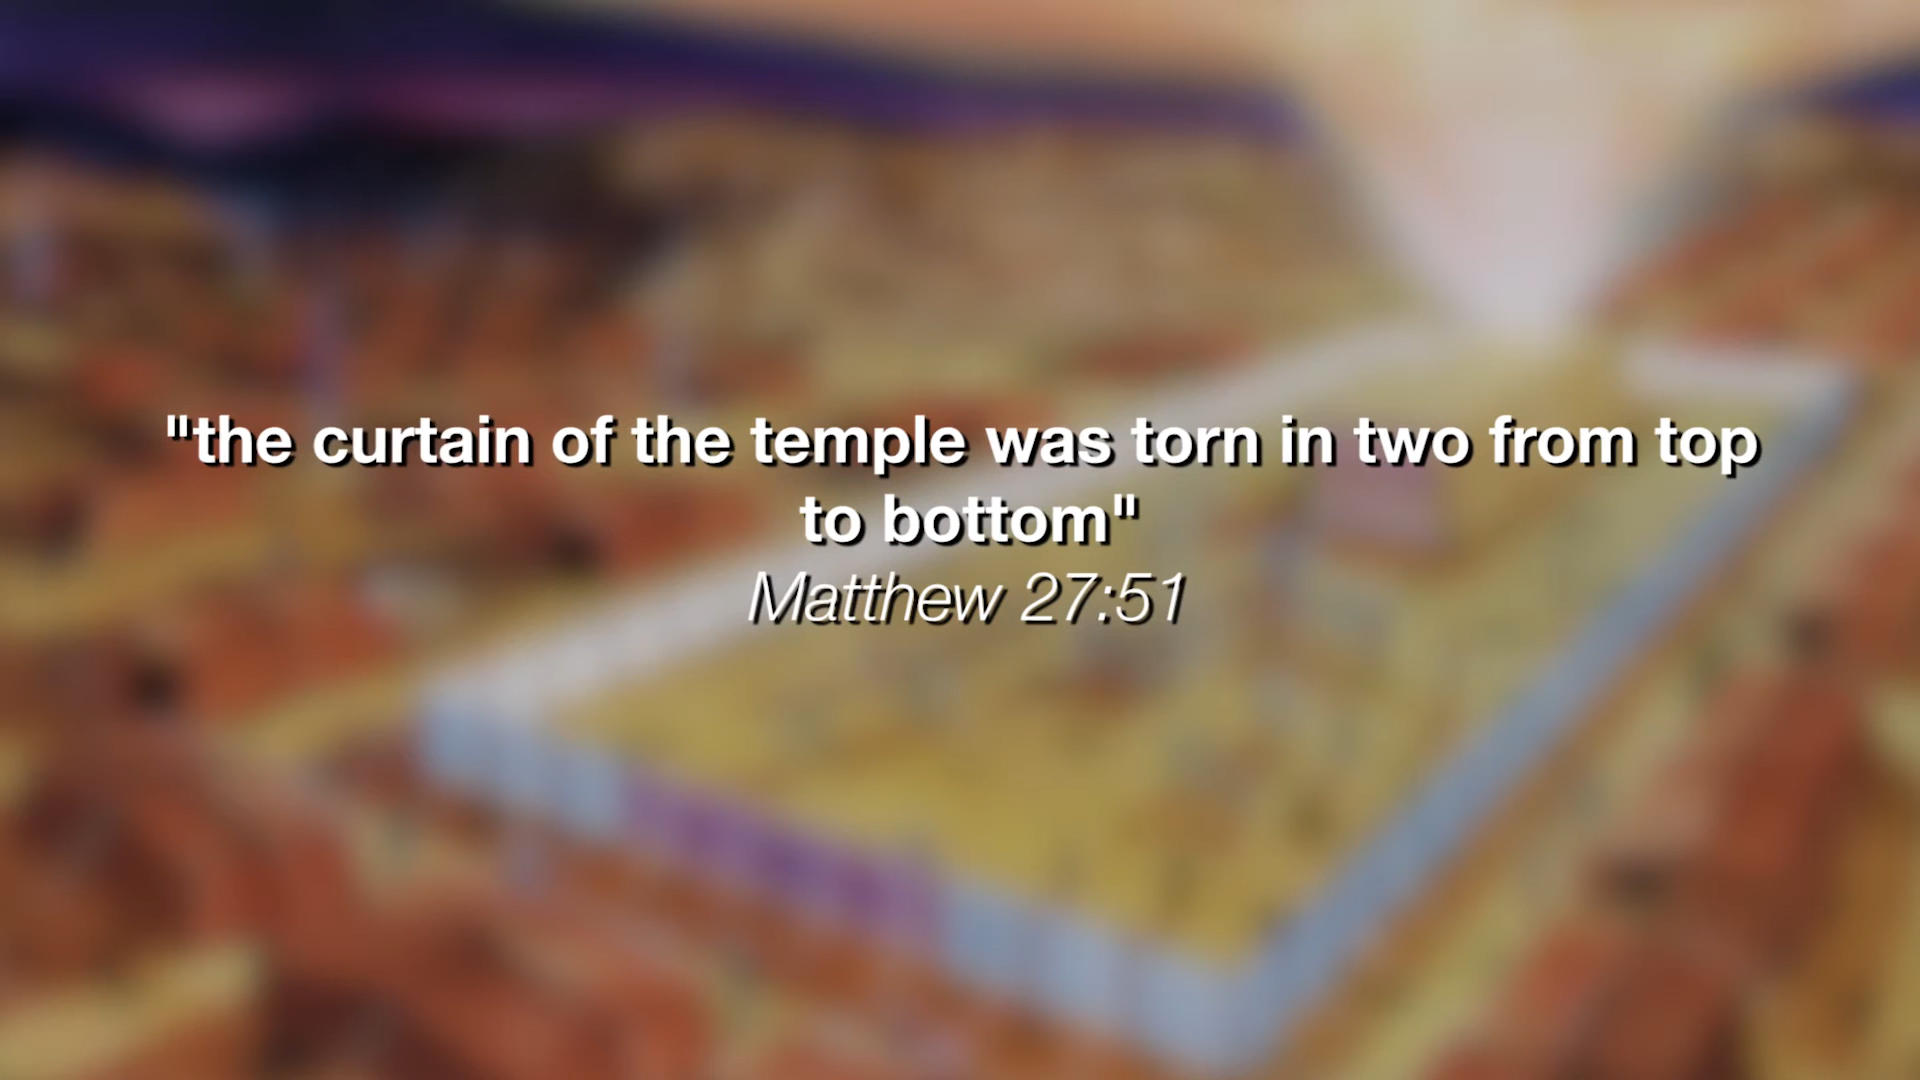 "the curtain of the temple was torn in two from top
to bottom"
Matthew 27:51